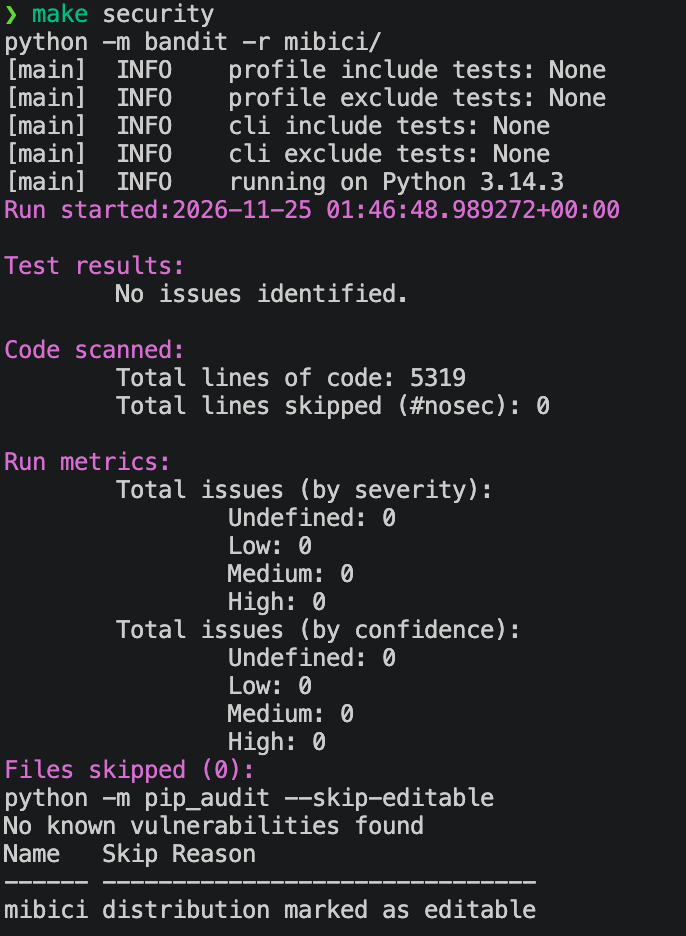 ❯ make security
python -m bandit -r mibici/
[main]  INFO    profile include tests: None
[main]  INFO    profile exclude tests: None
[main]  INFO    cli include tests: None
[main]  INFO    cli exclude tests: None
[main]  INFO    running on Python 3.14.3
Run started:2026-11-25 01:46:48.989272+00:00
Test results:
        No issues identified.
Code scanned:
        Total lines of code: 5319
        Total lines skipped (#nosec): 0
Run metrics:
        Total issues (by severity):
                Undefined: 0
                Low: 0
                Medium: 0
                High: 0
        Total issues (by confidence):
                Undefined: 0
                Low: 0
                Medium: 0
                High: 0
Files skipped (0):
python -m pip_audit --skip-editable
No known vulnerabilities found
Name   Skip Reason
------ -------------------------------
mibici distribution marked as editable